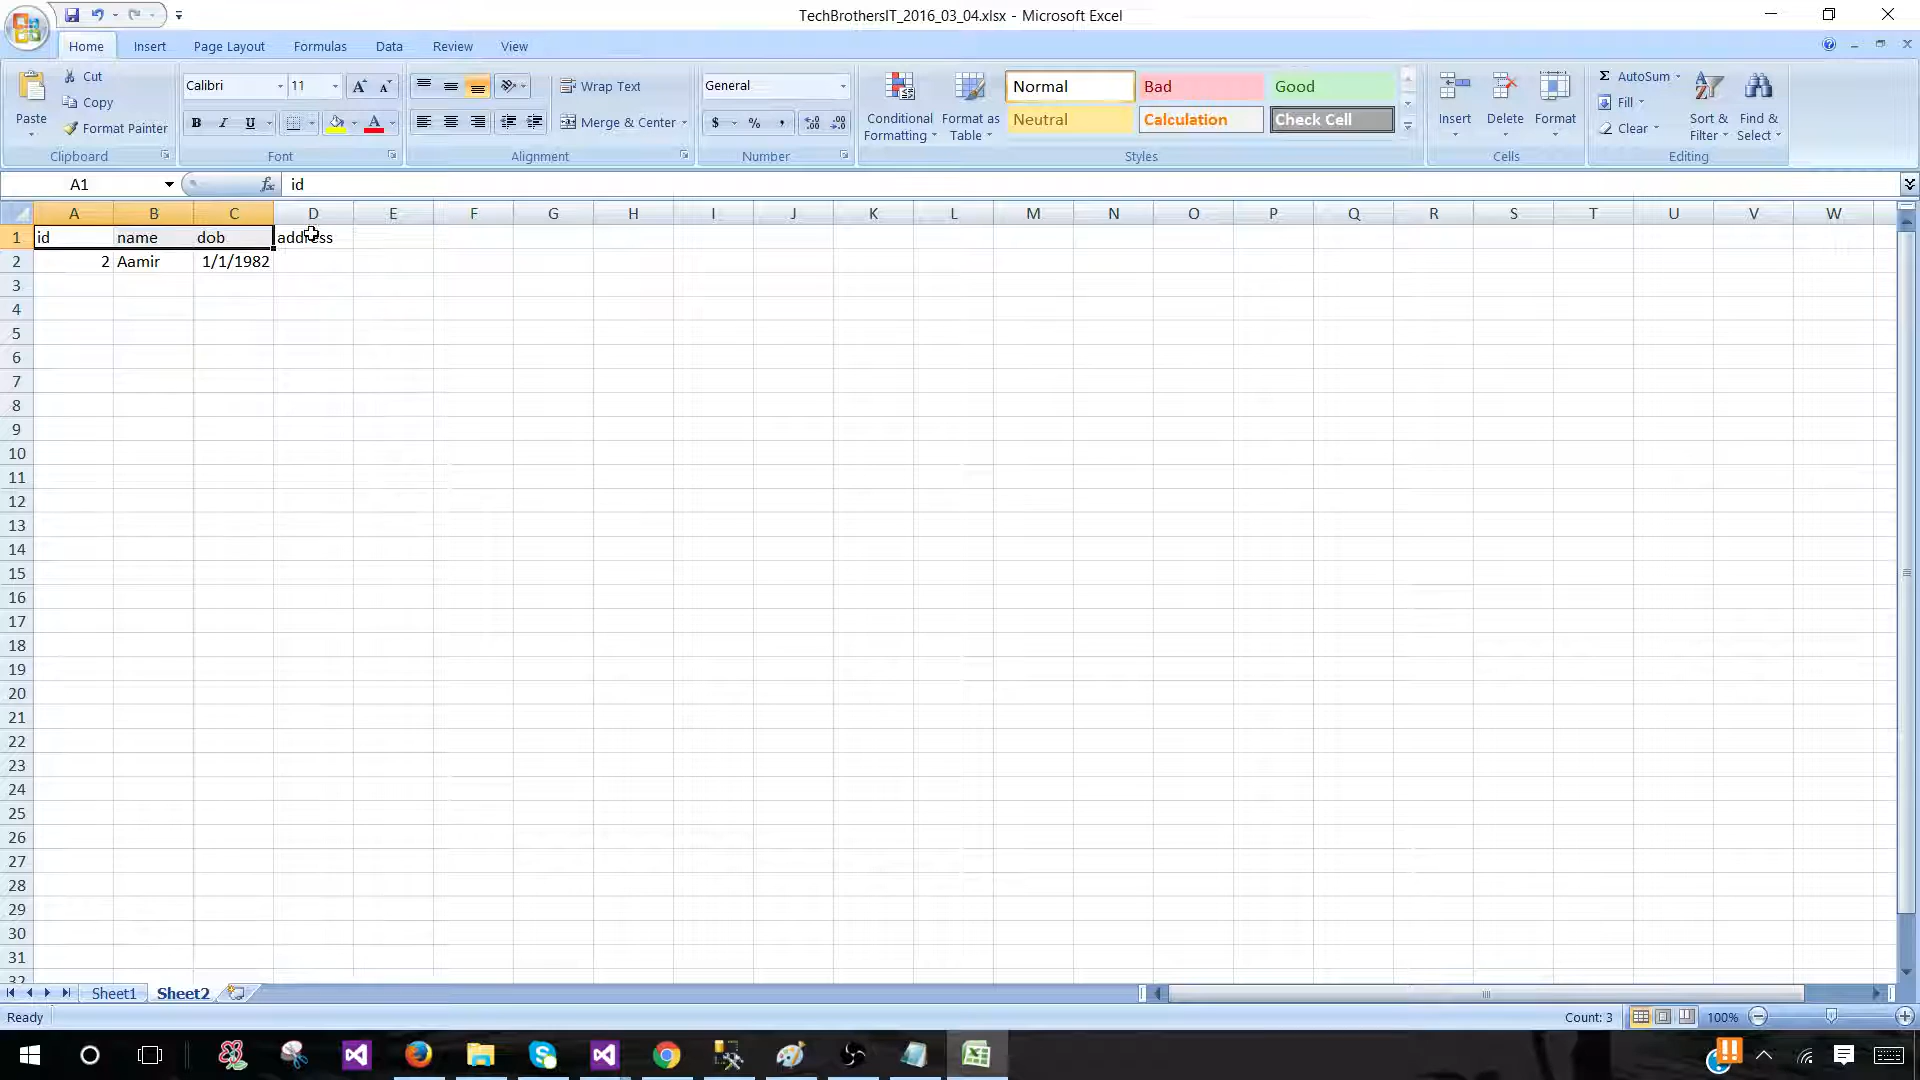 TechBrothersIT_2016_03_04.xlsx - Microsoft Excel
Home Insert Page Layout Formulas Data Review View
Paste
Cut
Copy
Format Painter
Clipboard
Calibri 11
B I U
Font
Wrap Text
Merge & Center
Alignment
General
$ % ,
Number
Conditional Formatting
Format as Table
Normal Bad Good
Neutral Calculation Check Cell
Styles
Insert Delete Format
Cells
Σ AutoSum
Fill
Clear
Sort & Filter
Find & Select
Editing
A1 fx id
A B C D E F G H I J K L M N O P Q R S T U V W
1 id name dob address
2 2 Aamir 1/1/1982
3
4
5
6
7
8
9
10
11
12
13
14
15
16
17
18
19
20
21
22
23
24
25
26
27
28
29
30
31
32
Sheet1 Sheet2
Ready Count: 3 100%